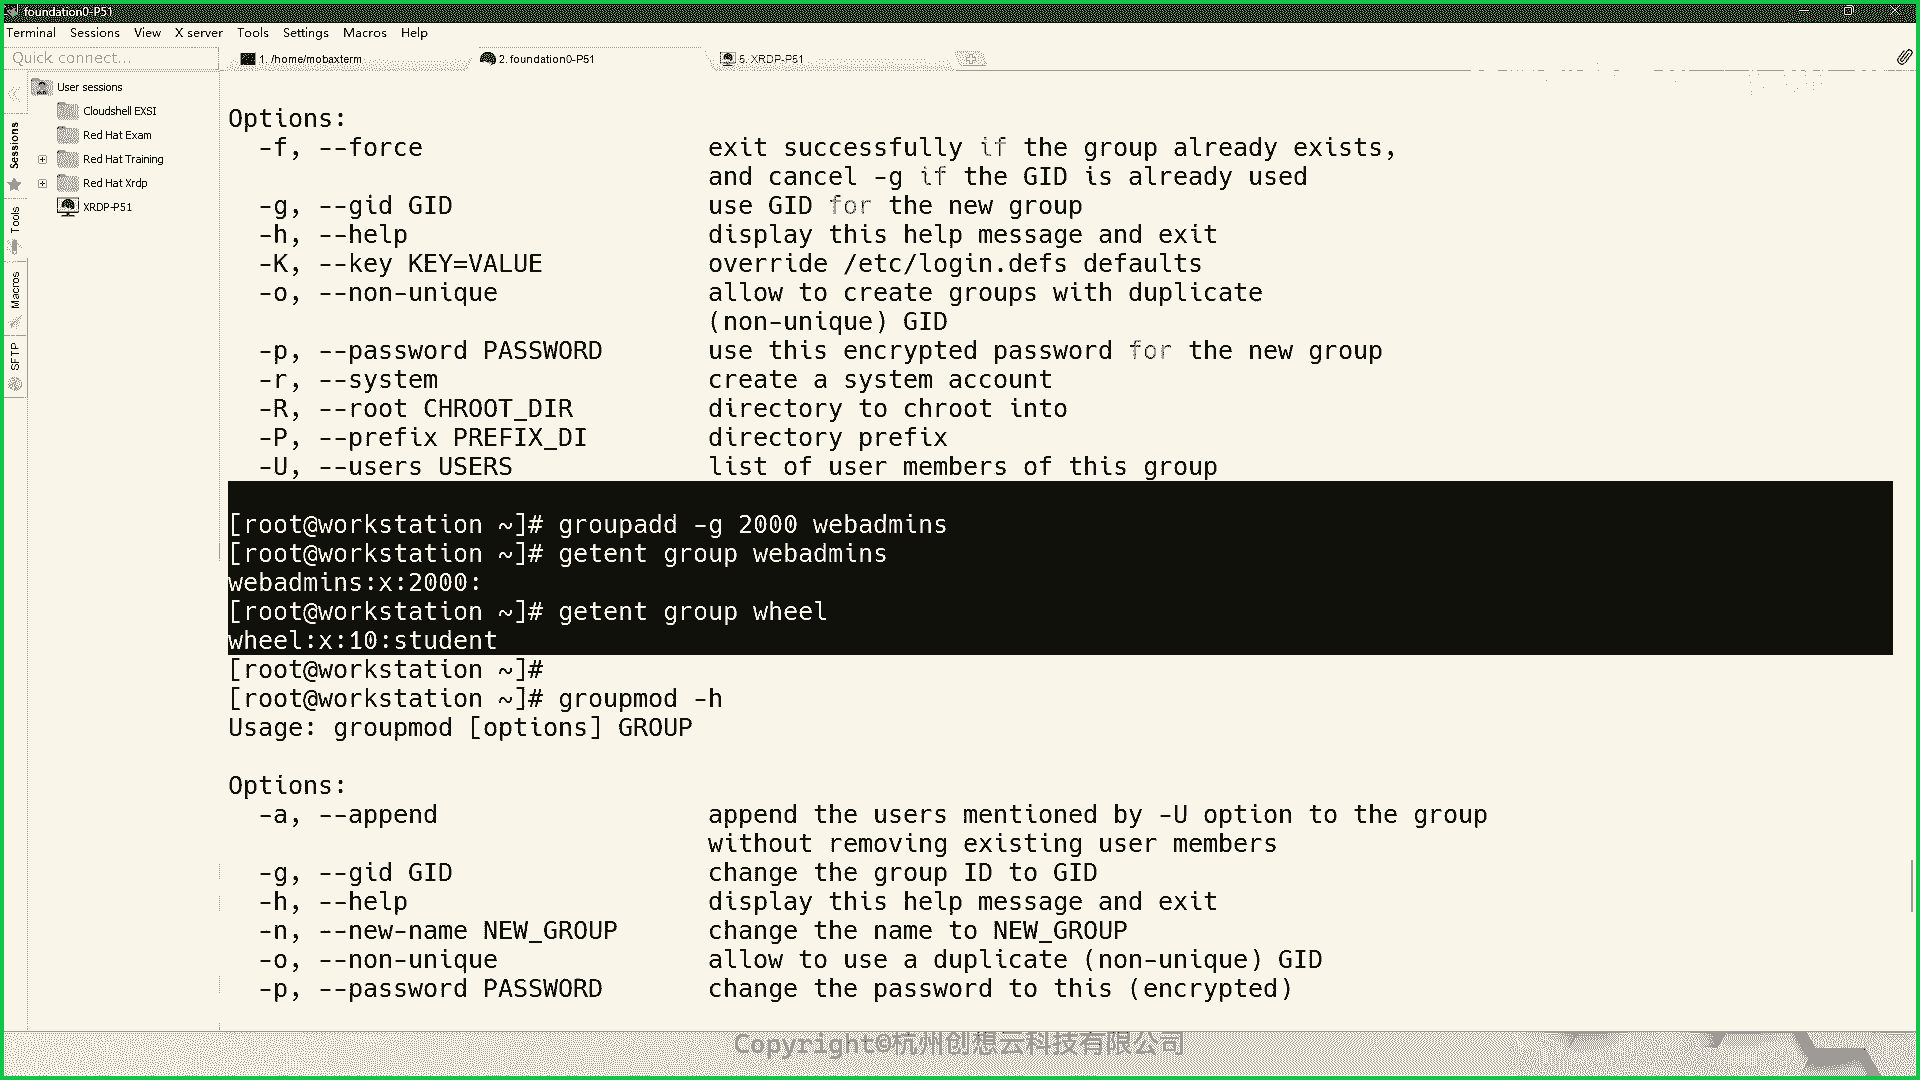 foundation0-P51
Terminal Sessions View X server Tools Settings Macros Help
Quick connect...
1. /home/mobaxterm
2. foundation0-P51
6. XRDP-P51
User sessions
Cloudshell EXSI
Red Hat Exam
Red Hat Training
Red Hat Xrdp
XRDP-P51
Sessions
Tools
Macros
SFTP
Options:
-f, --force exit successfully if the group already exists,
and cancel -g if the GID is already used
-g, --gid GID use GID for the new group
-h, --help display this help message and exit
-K, --key KEY=VALUE override /etc/login.defs defaults
-o, --non-unique allow to create groups with duplicate
(non-unique) GID
-p, --password PASSWORD use this encrypted password for the new group
-r, --system create a system account
-R, --root CHROOT_DIR directory to chroot into
-P, --prefix PREFIX_DI directory prefix
-U, --users USERS list of user members of this group
[root@workstation ~]# groupadd -g 2000 webadmins
[root@workstation ~]# getent group webadmins
webadmins:x:2000:
[root@workstation ~]# getent group wheel
wheel:x:10:student
[root@workstation ~]#
[root@workstation ~]# groupmod -h
Usage: groupmod [options] GROUP
Options:
-a, --append append the users mentioned by -U option to the group
without removing existing user members
-g, --gid GID change the group ID to GID
-h, --help display this help message and exit
-n, --new-name NEW_GROUP change the name to NEW_GROUP
-o, --non-unique allow to use a duplicate (non-unique) GID
-p, --password PASSWORD change the password to this (encrypted)
Copyright©杭州创想云科技有限公司